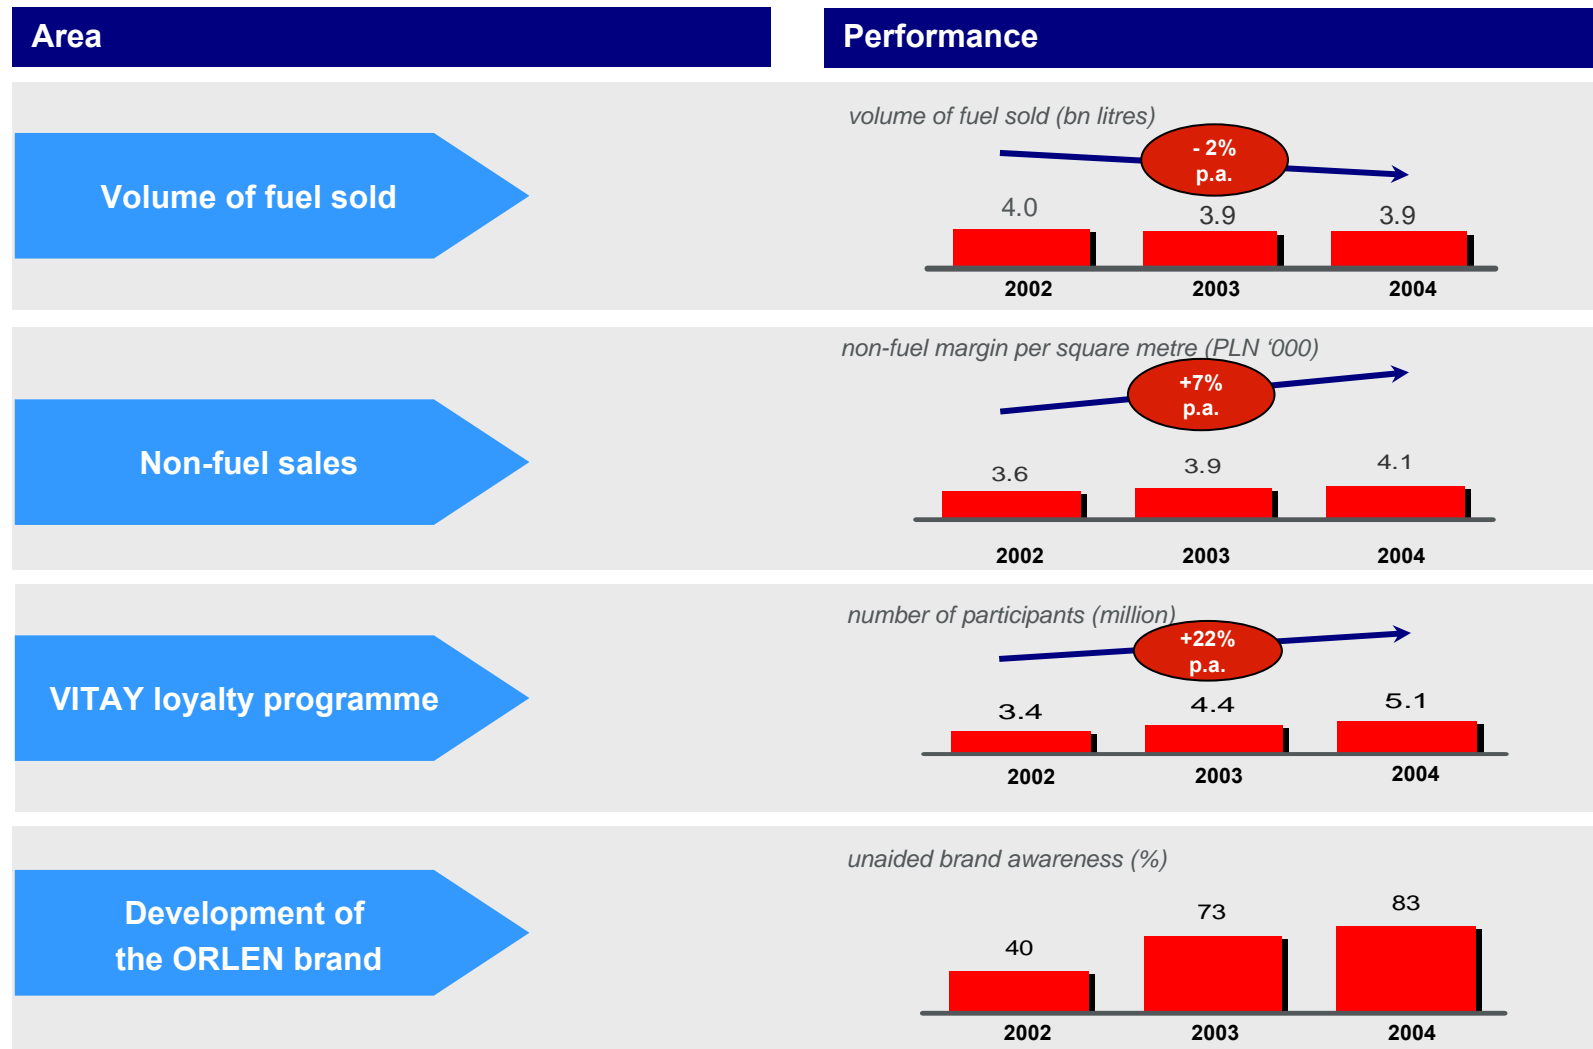 Area
Performance
Volume of fuel sold
volume of fuel sold (bn litres)
- 2%
p.a.
4.0
3.9
3.9
2002
2003
2004
Non-fuel sales
non-fuel margin per square metre (PLN ‘000)
+7%
p.a.
3.6
3.9
4.1
2002
2003
2004
VITAY loyalty programme
number of participants (million)
+22%
p.a.
3.4
4.4
5.1
2002
2003
2004
Development of
the ORLEN brand
unaided brand awareness (%)
40
73
83
2002
2003
2004